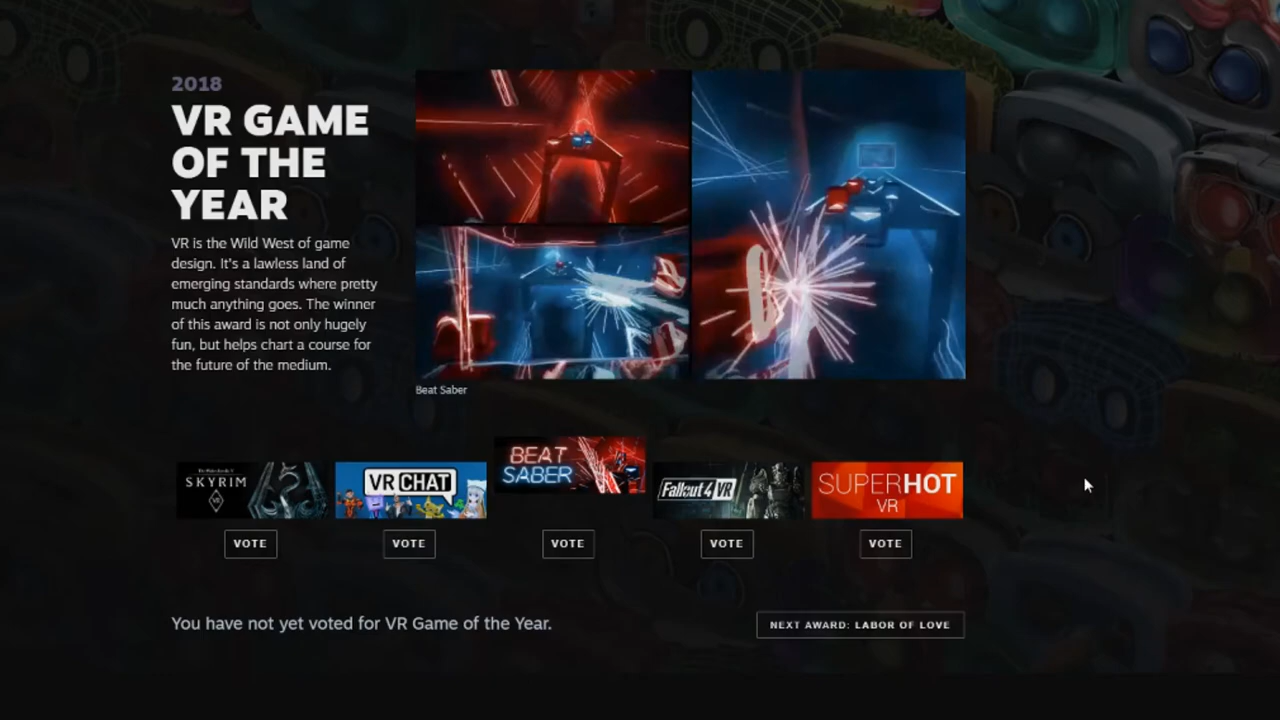 2018
VR GAME
OF THE
YEAR
VR is the Wild West of game
design. It's a lawless land of
emerging standards where pretty
much anything goes. The winner
of this award is not only hugely
fun, but helps chart a course for
the future of the medium.
Beat Saber
SKYRIM
VR
VR CHAT
BEAT
SABER
Fallout 4 VR
SUPERHOT
VR
VOTE
VOTE
VOTE
VOTE
VOTE
You have not yet voted for VR Game of the Year.
NEXT AWARD: LABOR OF LOVE